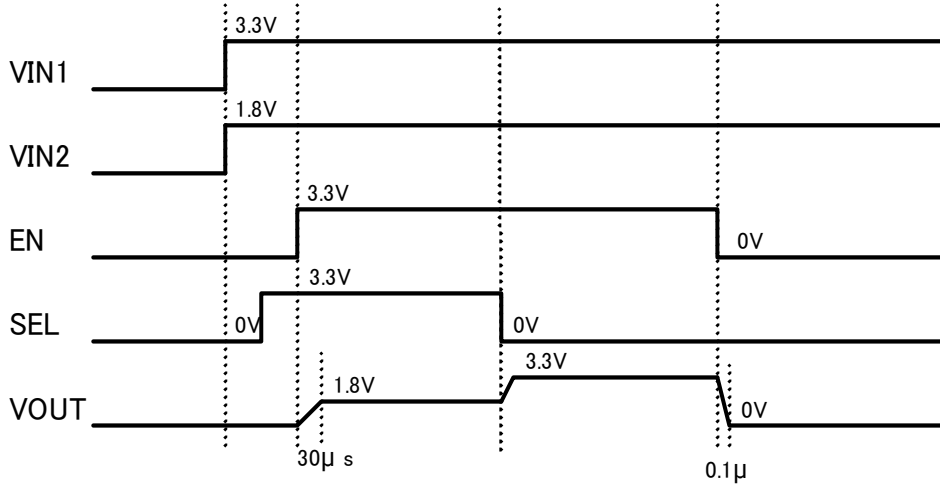 3.3V
VIN1
1.8V
VIN2
3.3V
EN
0V
3.3V
SEL
0V
0V
3.3V
1.8V
VOUT
0V
30μ s
0.1μ